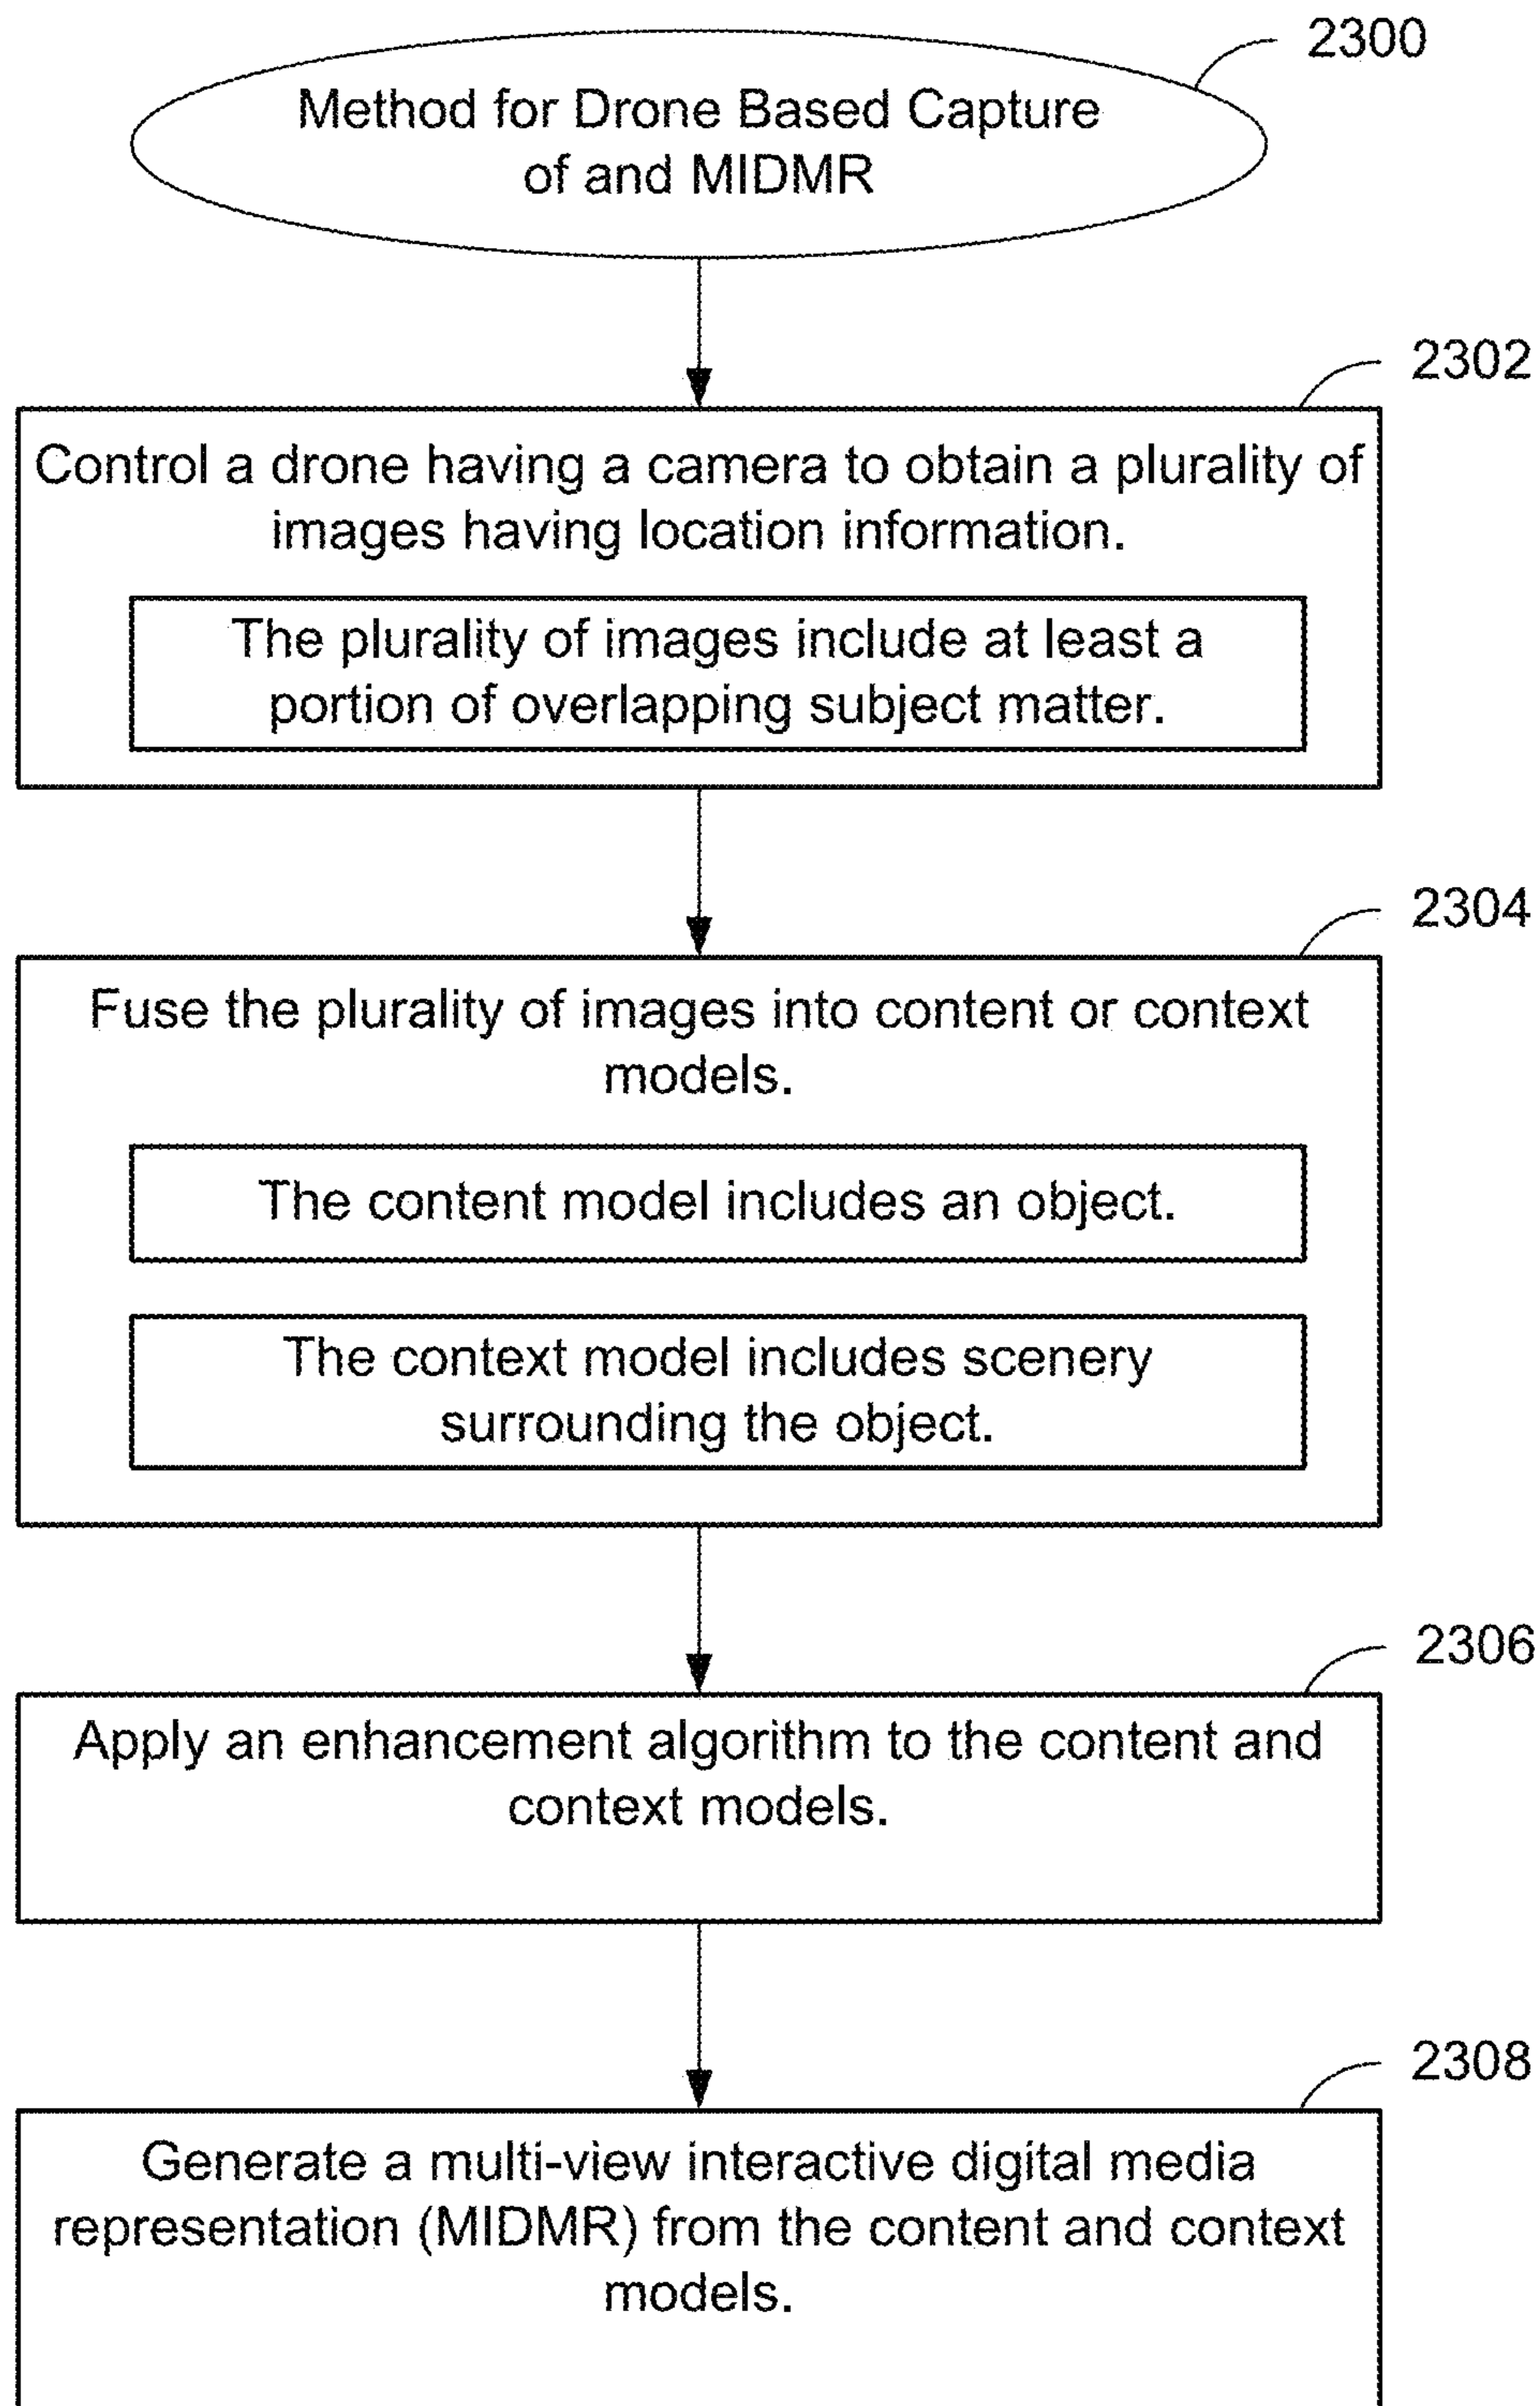 2300
Method for Drone Based Capture
of and MIDMR
2302
Control a drone having a camera to obtain a plurality of
images having location information.
The plurality of images include at least a
portion of overlapping subject matter.
2304
Fuse the plurality of images into content or context
models.
The content model includes an object.
The context model includes scenery
surrounding the object.
2306
Apply an enhancement algorithm to the content and
context models.
2308
Generate a multi-view interactive digital media
representation (MIDMR) from the content and context
models.